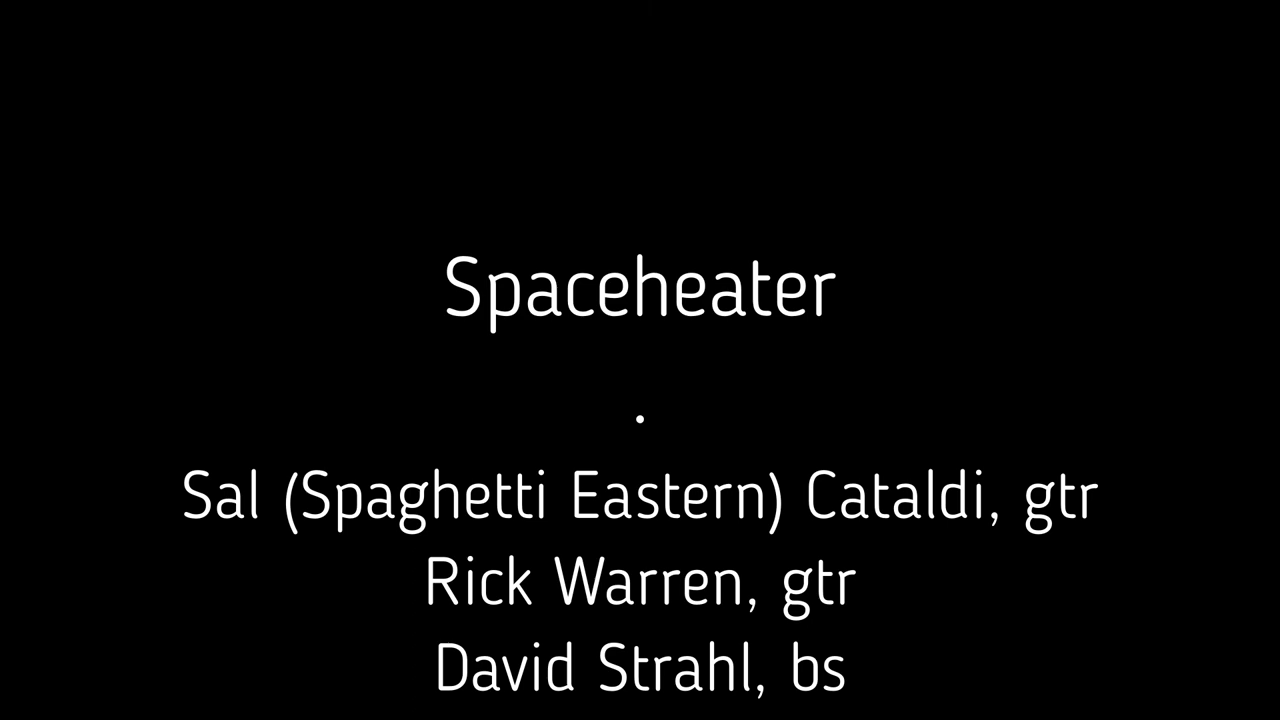 Spaceheater
.
Sal (Spaghetti Eastern) Cataldi, gtr
Rick Warren, gtr
David Strahl, bs